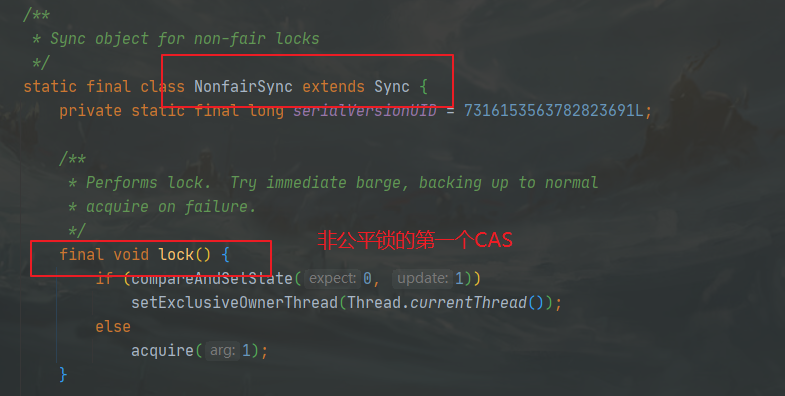 /**
* Sync object for non-fair locks
*/
static final class NonfairSync extends Sync {
private static final long serialVersionUID = 7316153563782823691L;
/**
* Performs lock.  Try immediate barge, backing up to normal
* acquire on failure.
*/
final void lock() {
非公平锁的第一个CAS
if (compareAndSetState( expect: 0, update: 1))
setExclusiveOwnerThread(Thread.currentThread());
else
acquire( arg: 1);
}